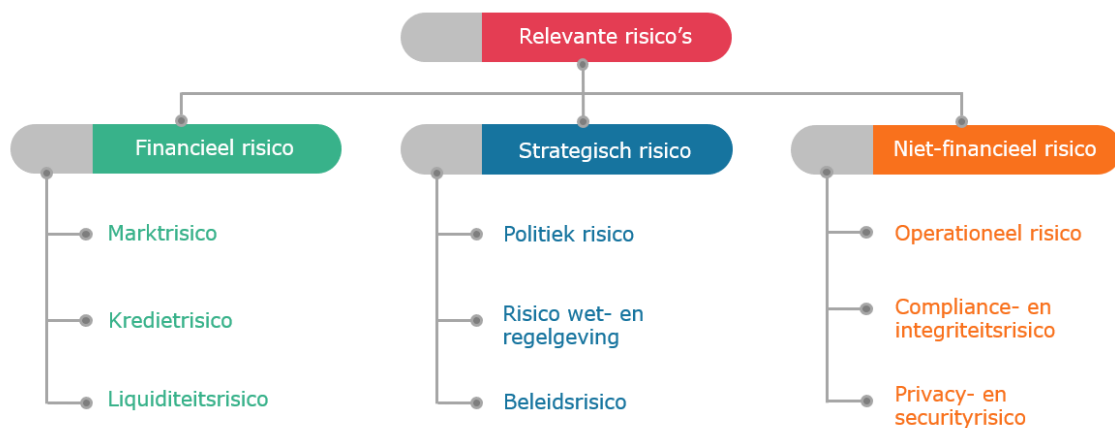 Relevante risico's
Financieel risico
Strategisch risico
Niet-financieel risico
Marktrisico
Kredietrisico
Liquiditeitsrisico
Politiek risico
Risico wet- en
regelgeving
Beleidsrisico
Operationeel risico
Compliance- en
integriteitsrisico
Privacy- en
securityrisico